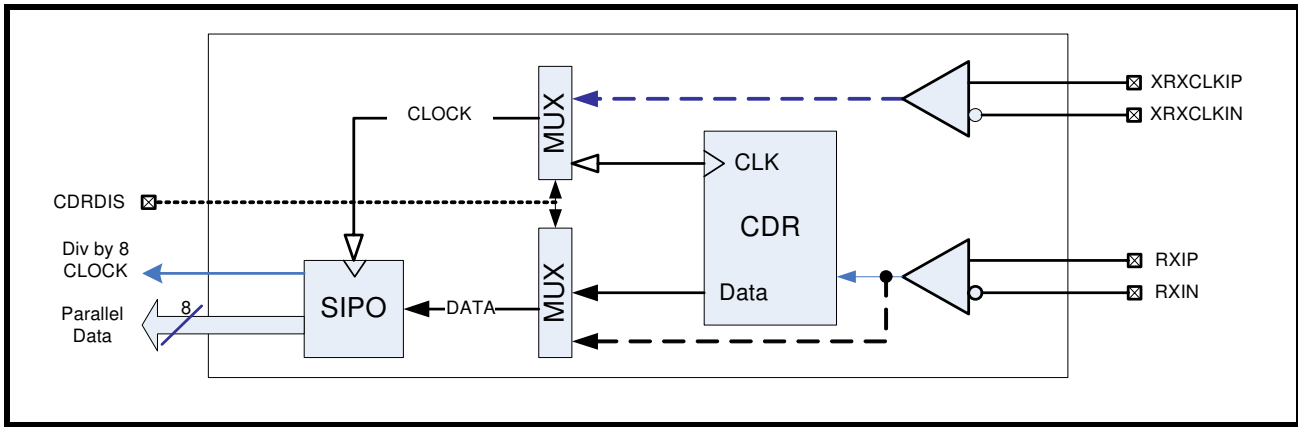 XRXCLKIP
XRXCLKIN
MUX
CLOCK
CLK
CDR
Data
CDRDIS
Div by 8
CLOCK
SIPO
DATA
MUX
RXIP
RXIN
Parallel
Data
8